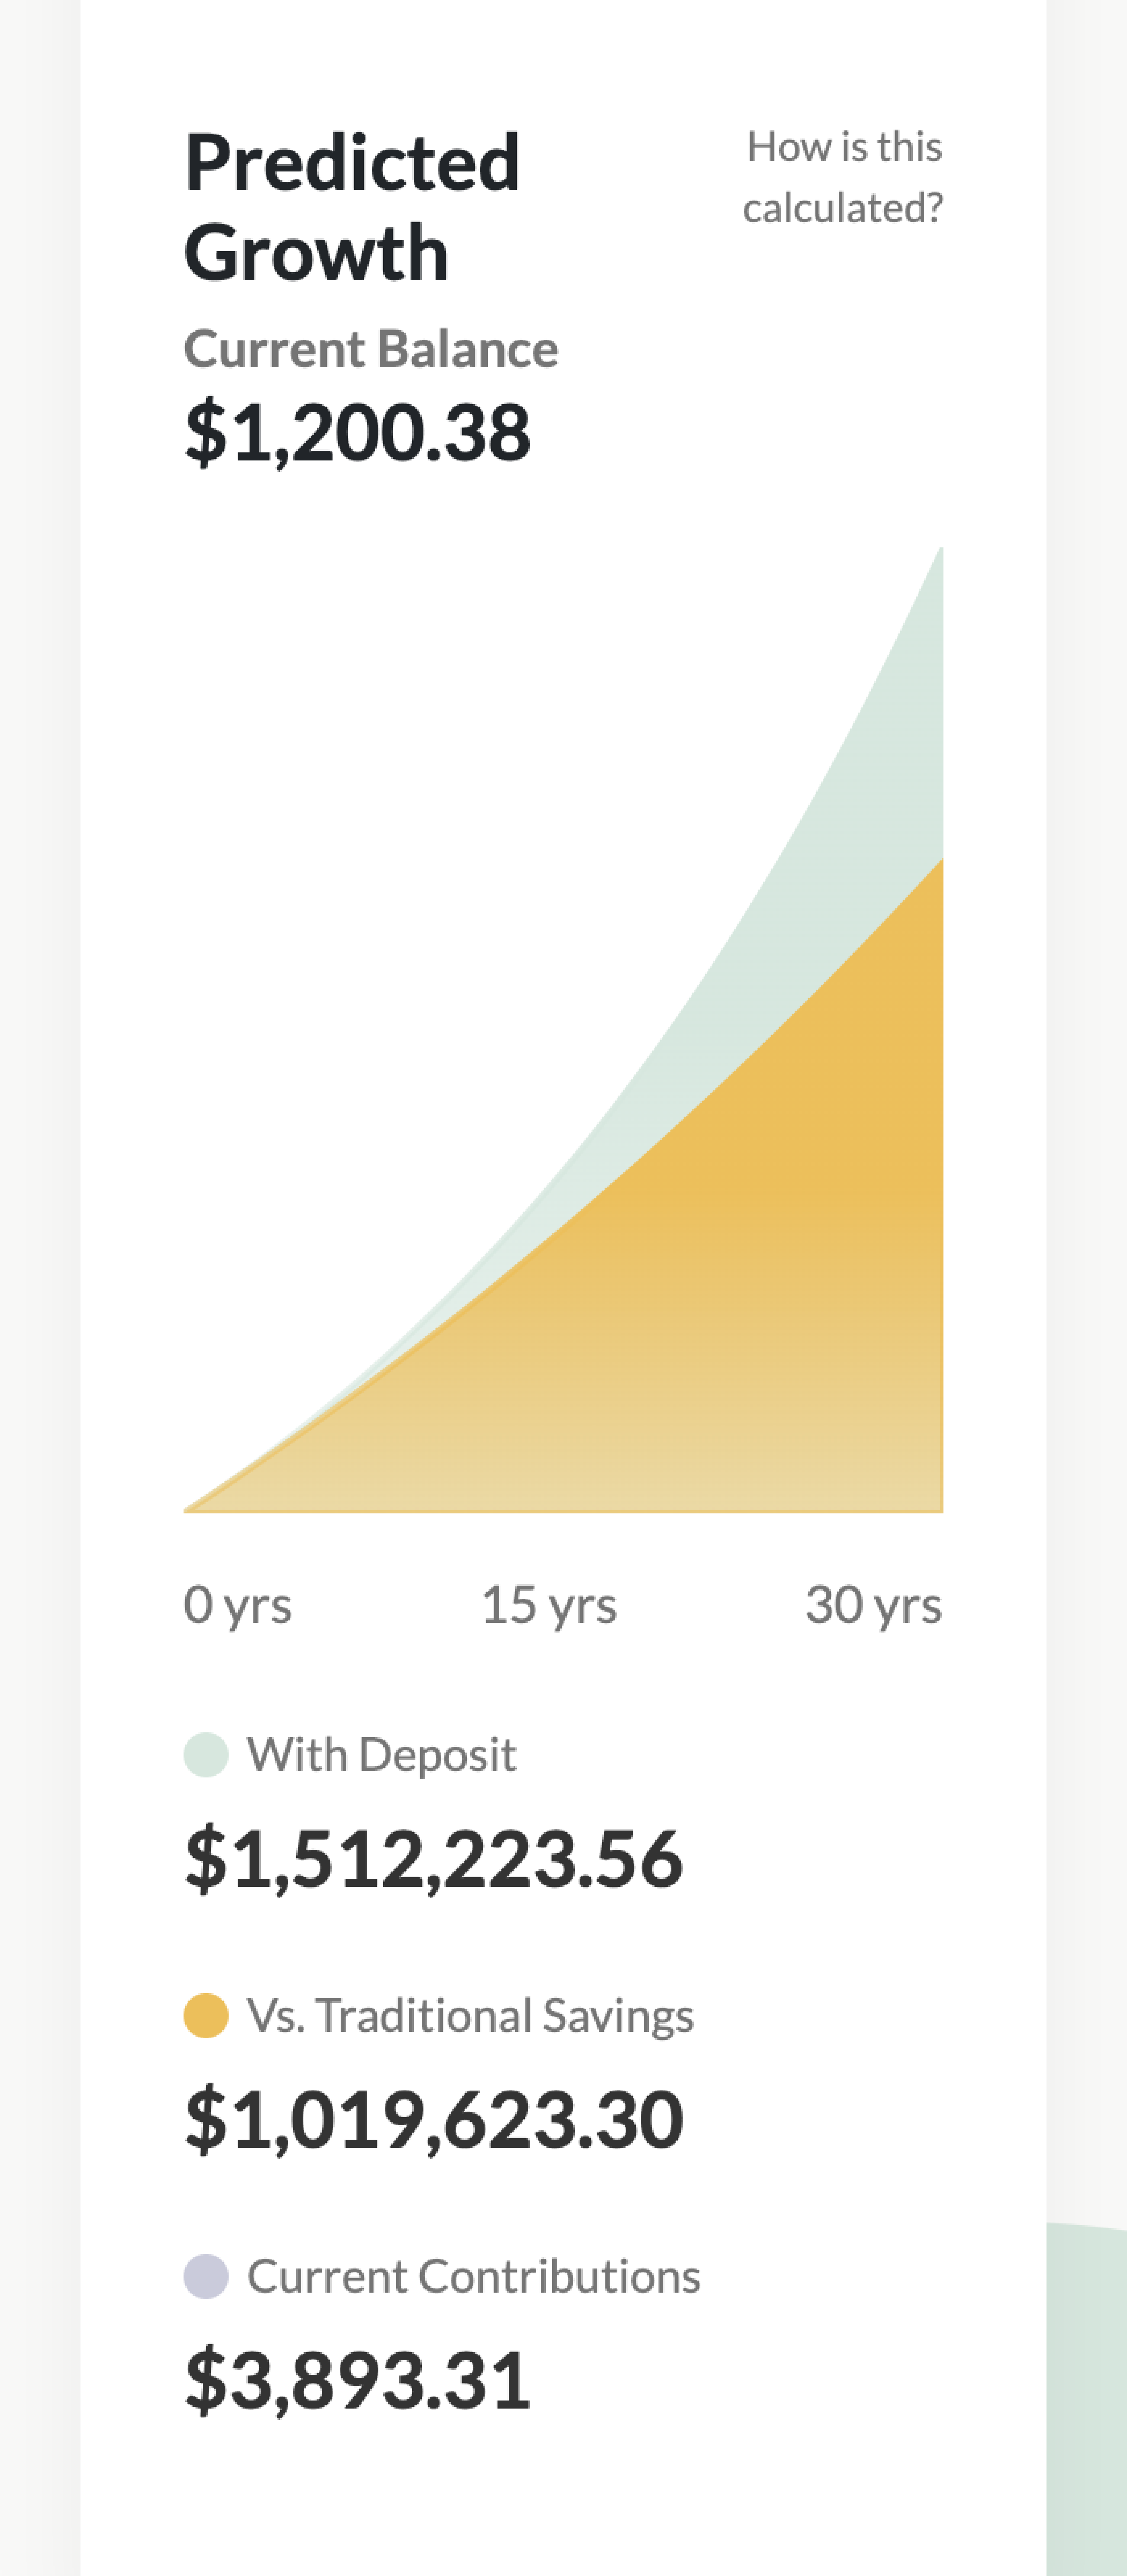 Predicted
Growth
How is this
calculated?
Current Balance
$1,200.38
0 yrs
15 yrs
30 yrs
With Deposit
$1,512,223.56
Vs. Traditional Savings
$1,019,623.30
Current Contributions
$3,893.31